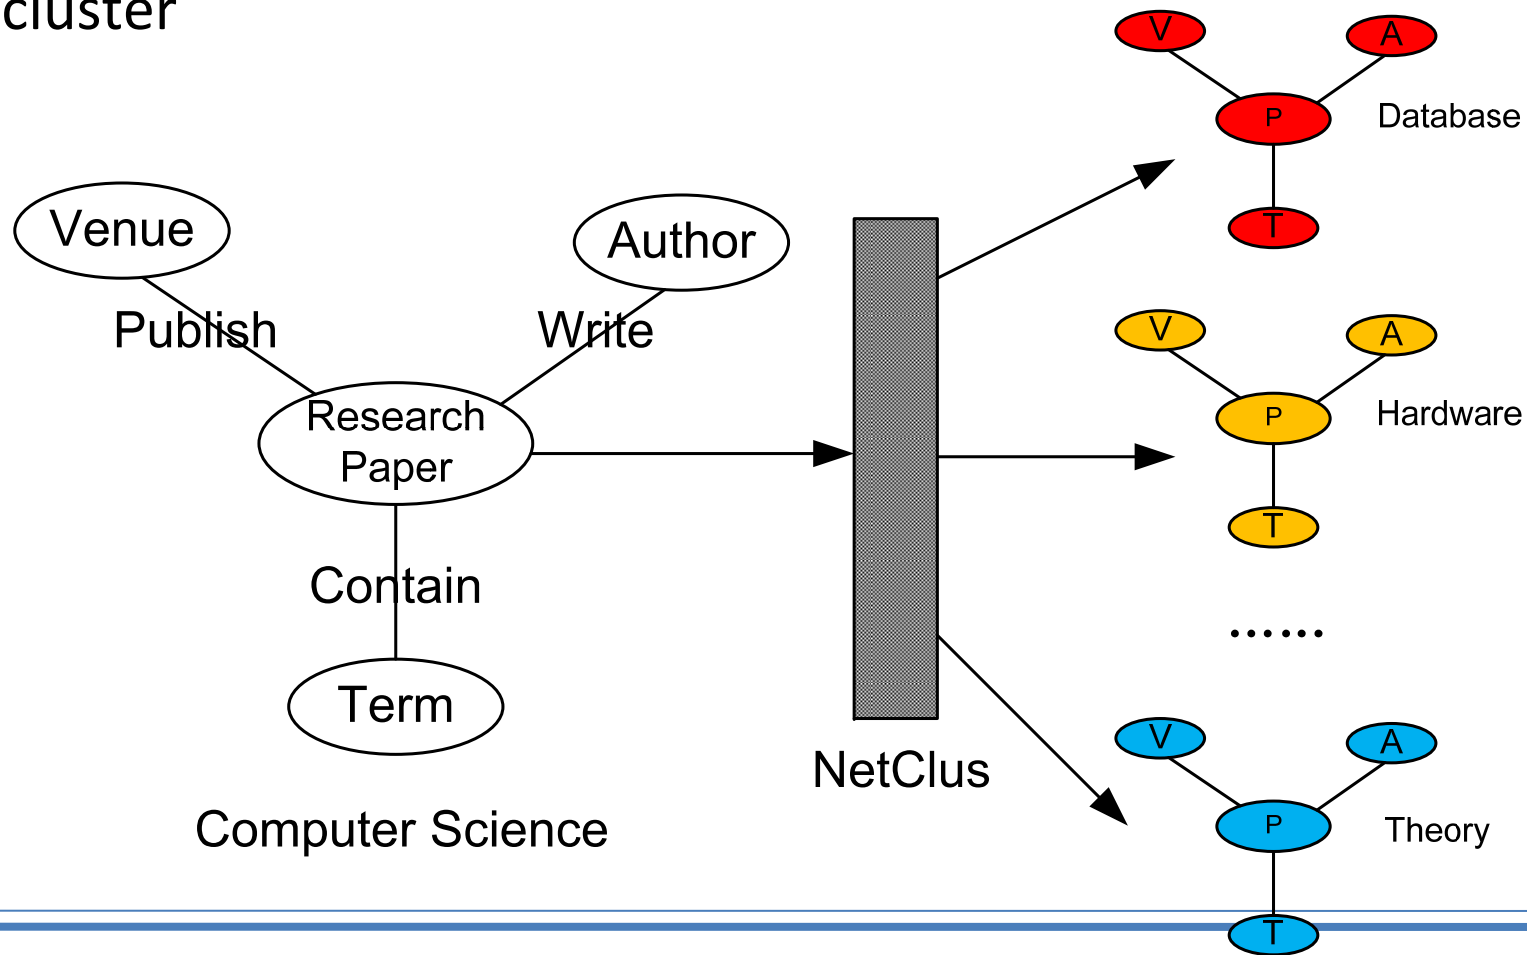 cluster
Venue
Author
Publish
Write
Research
Paper
Contain
Term
Computer Science
NetClus
V
A
P
Database
T
V
A
P
Hardware
T
......
V
A
P
Theory
T